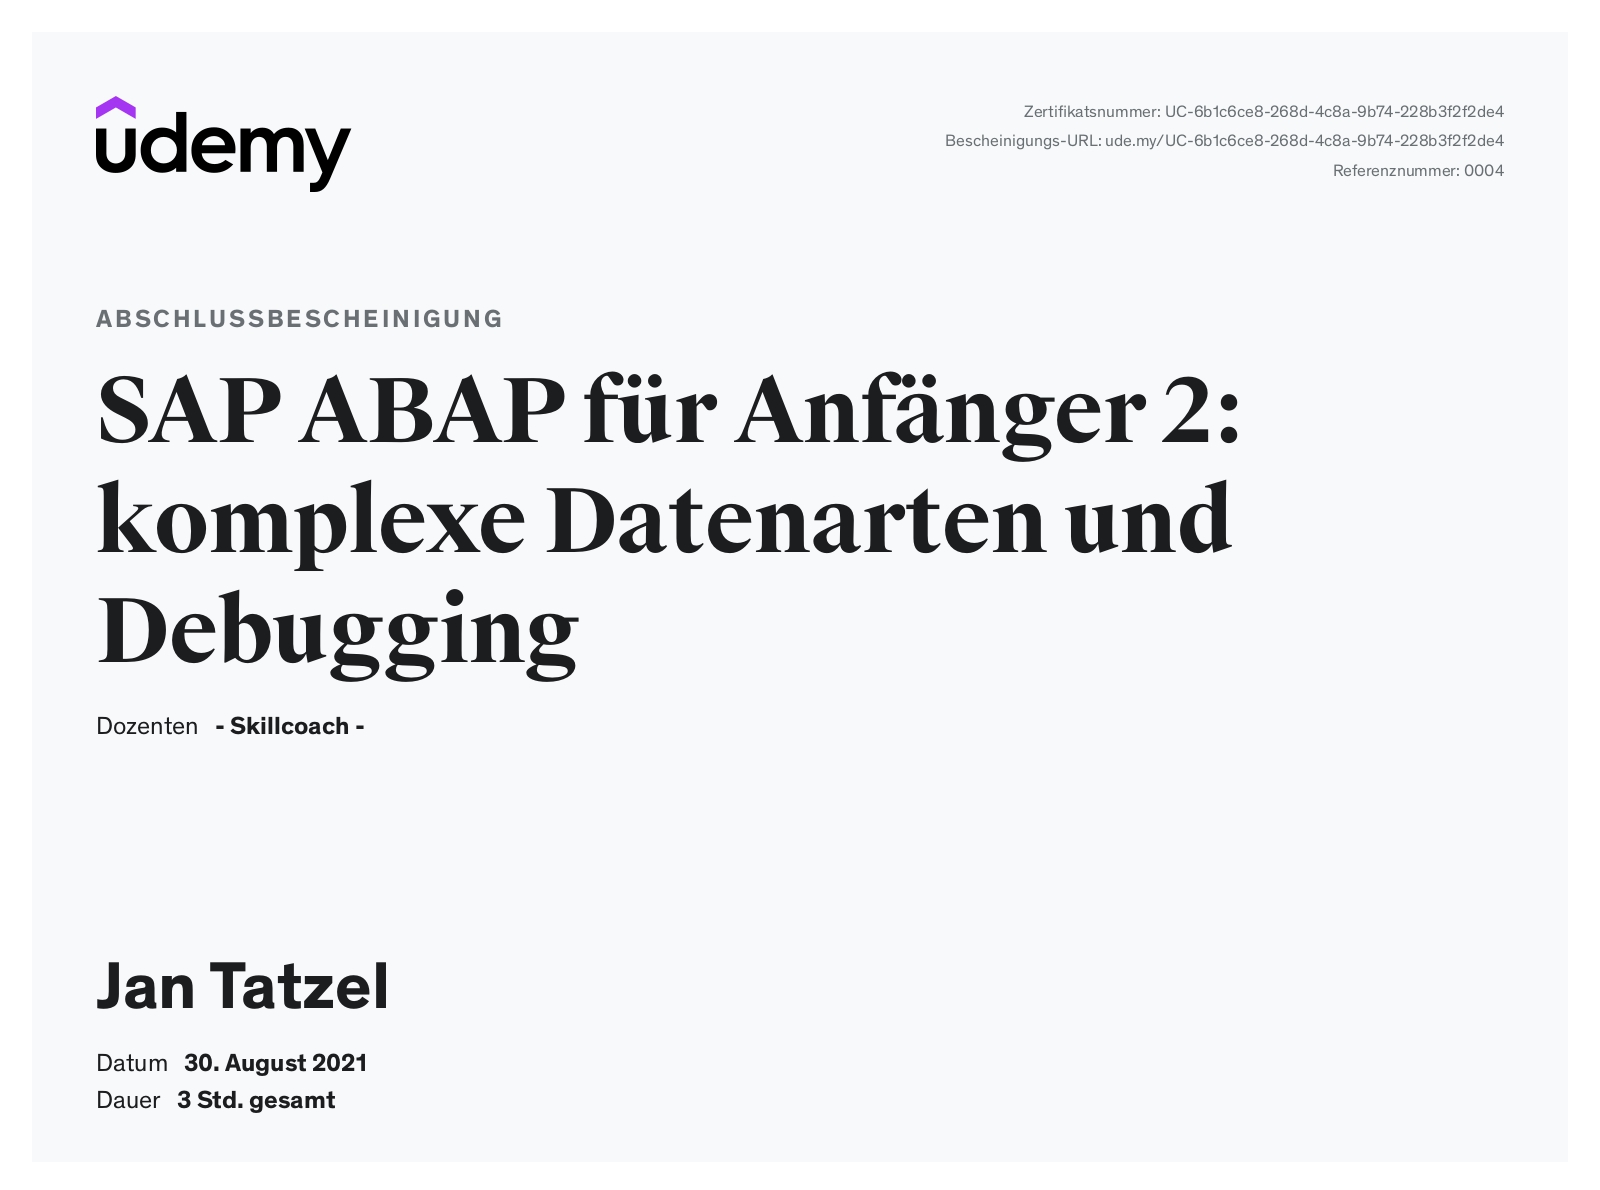 udemy
Zertifikatsnummer: UC-6b1c6ce8-268d-4c8a-9b74-228b3f2f2de4
Bescheinigungs-URL: ude.my/UC-6b1c6ce8-268d-4c8a-9b74-228b3f2f2de4
Referenznummer: 0004
ABSCHLUSSBESCHEINIGUNG
SAP ABAP für Anfänger 2:
komplexe Datenarten und
Debugging
Dozenten - Skillcoach -
Jan Tatzel
Datum 30. August 2021
Dauer 3 Std. gesamt